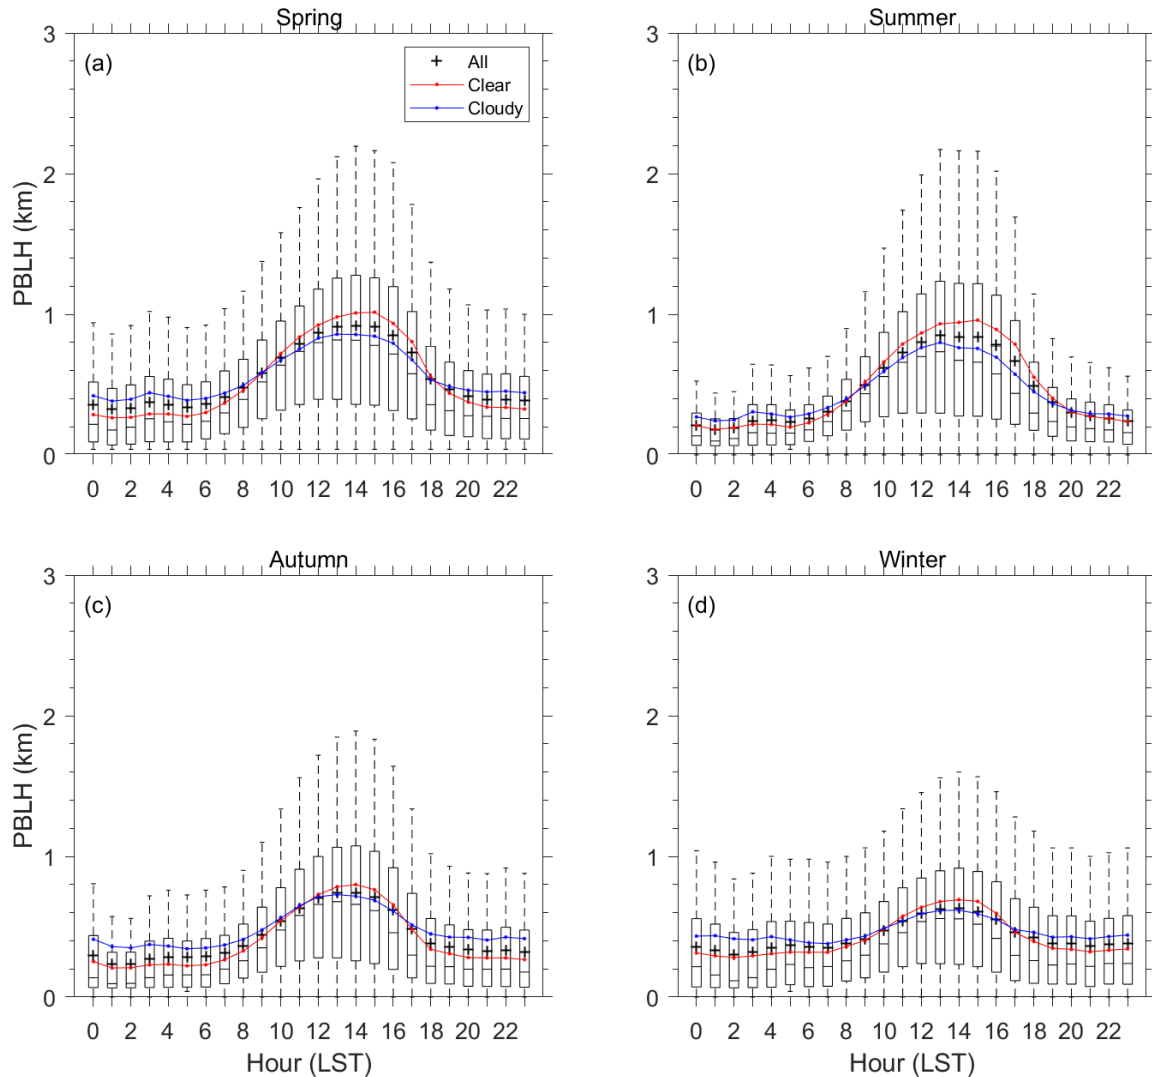 Spring
3
(a)
All
Clear
Cloudy
2
1
0
PBLH (km)
0 2 4 6 8 10 12 14 16 18 20 22
Summer
3
(b)
2
1
0
0 2 4 6 8 10 12 14 16 18 20 22
Autumn
3
(c)
2
1
0
PBLH (km)
0 2 4 6 8 10 12 14 16 18 20 22
Hour (LST)
Winter
3
(d)
2
1
0
0 2 4 6 8 10 12 14 16 18 20 22
Hour (LST)